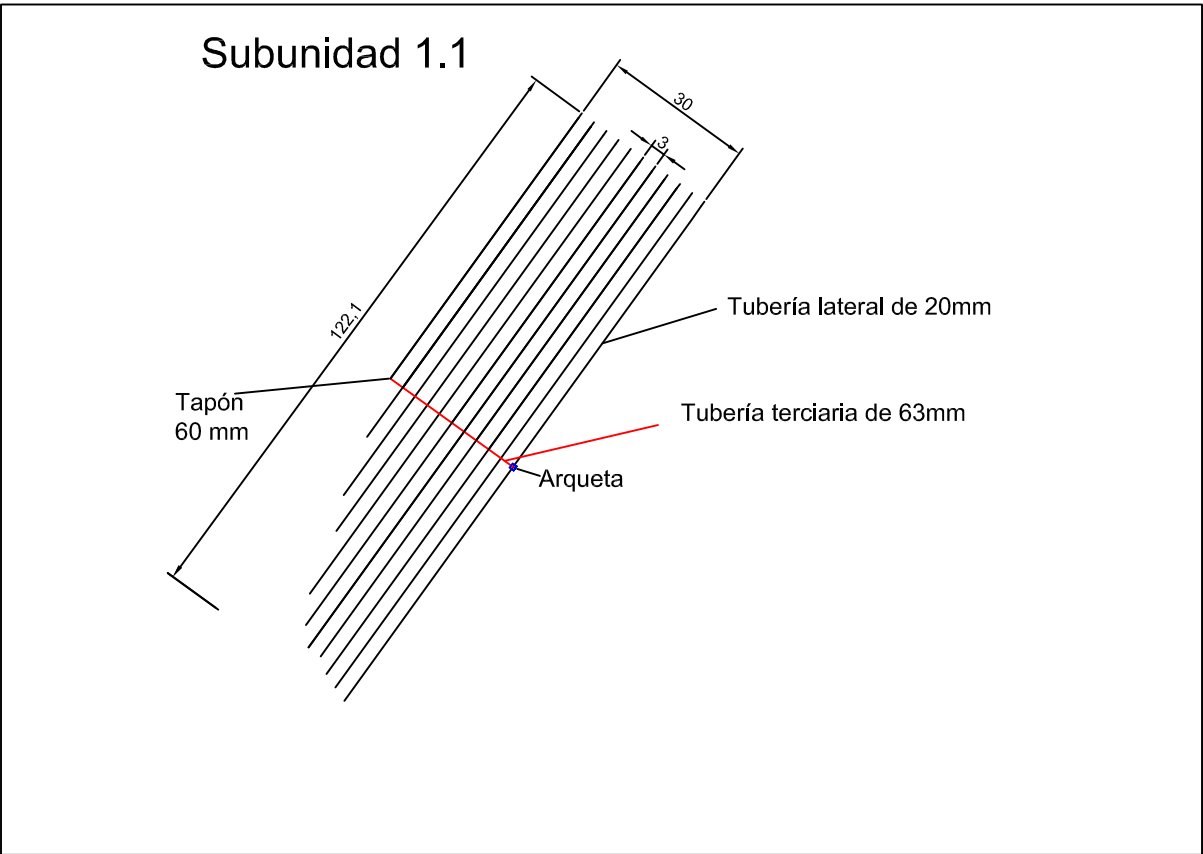 Subunidad 1.1
30
3
122,1
Tubería lateral de 20mm
Tapón
60 mm
Tubería terciaria de 63mm
Arqueta